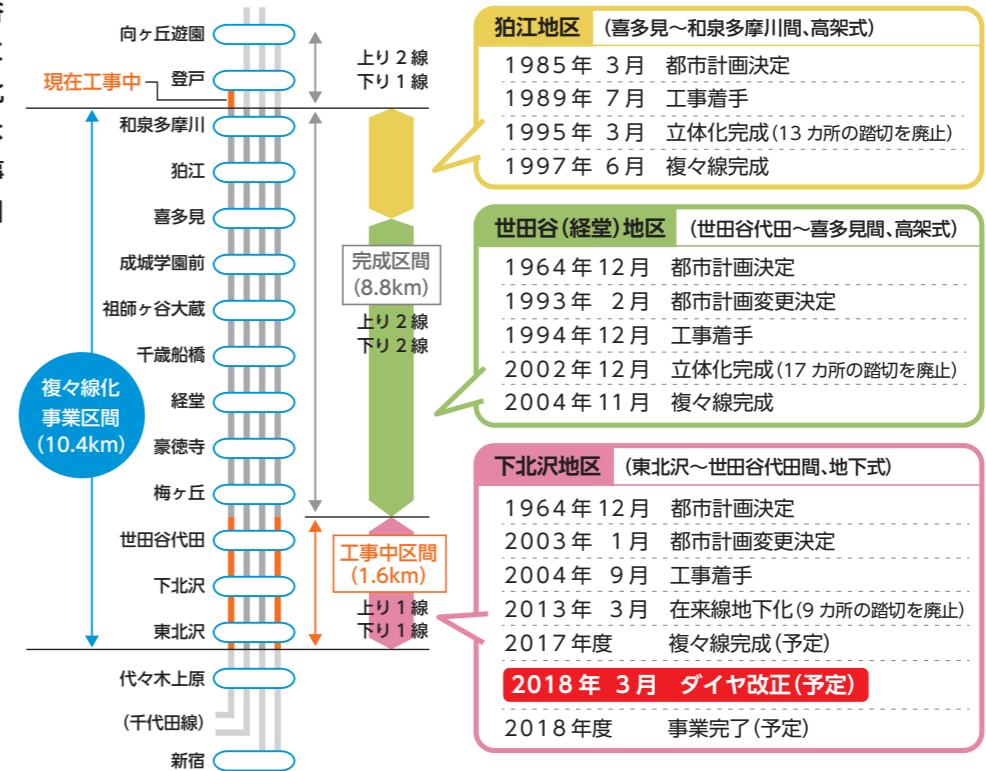 向ヶ丘遊園
登戸
現在工事中
和泉多摩川
狛江
喜多見
成城学園前
祖師ヶ谷大蔵
千歳船橋
経堂
豪徳寺
梅ヶ丘
世田谷代田
下北沢
東北沢
代々木上原
(千代田線)
新宿
複々線化
事業区間
(10.4km)
上り2線
下り1線
完成区間
(8.8km)
上り2線
下り2線
工事中区間
(1.6km)
上り1線
下り1線
狛江地区 (喜多見~和泉多摩川間、高架式)
1985年 3月 都市計画決定
1989年 7月 工事着手
1995年 3月 立体化完成(13カ所の踏切を廃止)
1997年 6月 複々線完成
世田谷(経堂)地区 (世田谷代田~喜多見間、高架式)
1964年12月 都市計画決定
1993年 2月 都市計画変更決定
1994年12月 工事着手
2002年12月 立体化完成(17カ所の踏切を廃止)
2004年11月 複々線完成
下北沢地区 (東北沢~世田谷代田間、地下式)
1964年12月 都市計画決定
2003年 1月 都市計画変更決定
2004年 9月 工事着手
2013年 3月 在来線地下化(9カ所の踏切を廃止)
2017年度 複々線完成(予定)
2018年 3月 ダイヤ改正(予定)
2018年度 事業完了(予定)